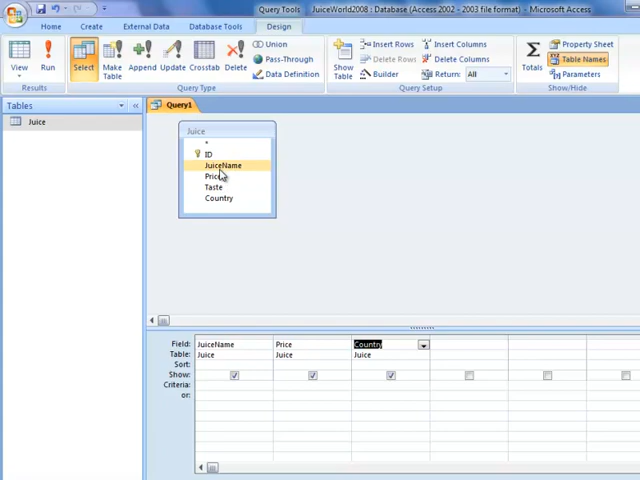 Query Tools
JuiceWorld2008 : Database (Access 2002 - 2003 file format) - Microsoft Access
Home
Create
External Data
Database Tools
Design
View
Run
Select
Make Table
Append
Update
Crosstab
Delete
Union
Pass-Through
Data Definition
Show Table
Insert Rows
Delete Rows
Builder
Insert Columns
Delete Columns
Return: All
Totals
Property Sheet
Table Names
Parameters
Results
Query Type
Query Setup
Show/Hide
Tables
Query1
Juice
Juice
*
ID
JuiceName
Price
Taste
Country
Field: JuiceName Price Country
Table: Juice Juice Juice
Sort:
Show:
Criteria:
or: